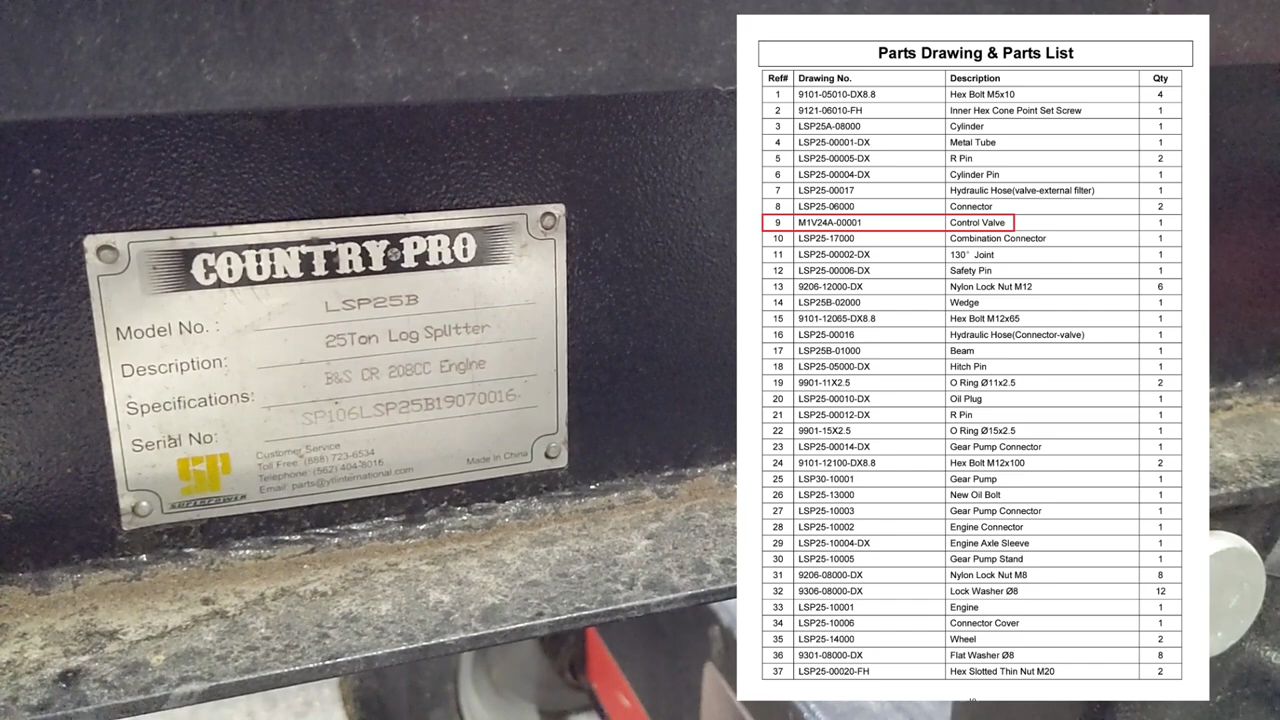 COUNTRY PRO
Model No. : LSP25B
Description: 25Ton Log Splitter
Specifications: B&S CR 208CC Engine
Serial No: SP106LSP25B19070016
SP
SUPERPOWER
Customer Service
Toll Free: (888) 723-6534
Telephone: (562) 404-8016
Email: parts@ytlinternational.com
Made in China
Parts Drawing & Parts List
Ref# Drawing No. Description Qty
1 9101-05010-DX8.8 Hex Bolt M5x10 4
2 9121-06010-FH Inner Hex Cone Point Set Screw 1
3 LSP25A-08000 Cylinder 1
4 LSP25-00001-DX Metal Tube 1
5 LSP25-00005-DX R Pin 2
6 LSP25-00004-DX Cylinder Pin 1
7 LSP25-00017 Hydraulic Hose(valve-external filter) 1
8 LSP25-06000 Connector 2
9 M1V24A-00001 Control Valve 1
10 LSP25-17000 Combination Connector 1
11 LSP25-00002-DX 130° Joint 1
12 LSP25-00006-DX Safety Pin 1
13 9206-12000-DX Nylon Lock Nut M12 6
14 LSP25B-02000 Wedge 1
15 9101-12065-DX8.8 Hex Bolt M12x65 1
16 LSP25-00016 Hydraulic Hose(Connector-valve) 1
17 LSP25B-01000 Beam 1
18 LSP25-05000-DX Hitch Pin 1
19 9901-11X2.5 O Ring Ø11x2.5 2
20 LSP25-00010-DX Oil Plug 1
21 LSP25-00012-DX R Pin 1
22 9901-15X2.5 O Ring Ø15x2.5 2
23 LSP25-00014-DX Gear Pump Connector 1
24 9101-12100-DX8.8 Hex Bolt M12x100 2
25 LSP30-10001 Gear Pump 1
26 LSP25-13000 New Oil Bolt 1
27 LSP25-10003 Gear Pump Connector 1
28 LSP25-10002 Engine Connector 1
29 LSP25-10004-DX Engine Axle Sleeve 1
30 LSP25-10005 Gear Pump Stand 1
31 9206-08000-DX Nylon Lock Nut M8 8
32 9306-08000-DX Lock Washer Ø8 12
33 LSP25-10001 Engine 1
34 LSP25-10006 Connector Cover 1
35 LSP25-14000 Wheel 2
36 9301-08000-DX Flat Washer Ø8 8
37 LSP25-00020-FH Hex Slotted Thin Nut M20 2